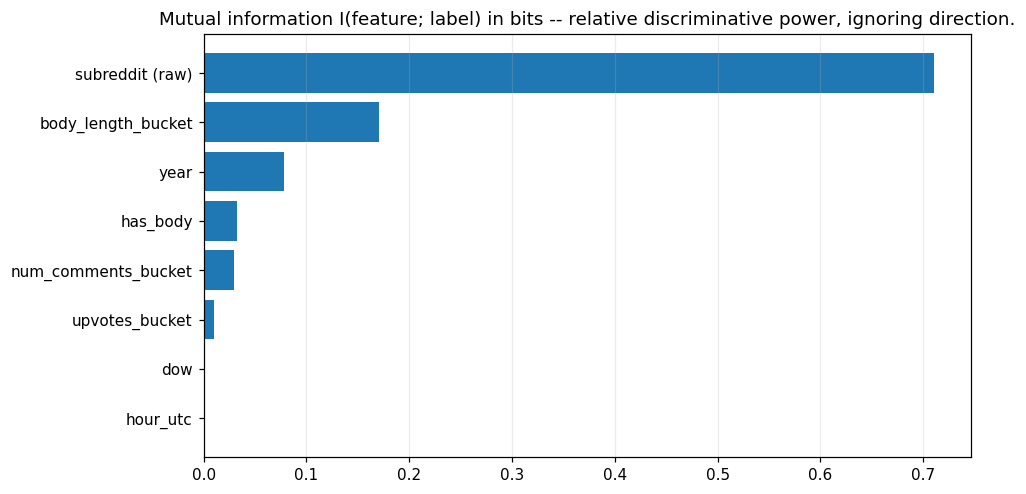 Mutual information I(feature; label) in bits -- relative discriminative power, ignoring direction.
subreddit (raw)
body_length_bucket
year
has_body
num_comments_bucket
upvotes_bucket
dow
hour_utc
0.0 0.1 0.2 0.3 0.4 0.5 0.6 0.7